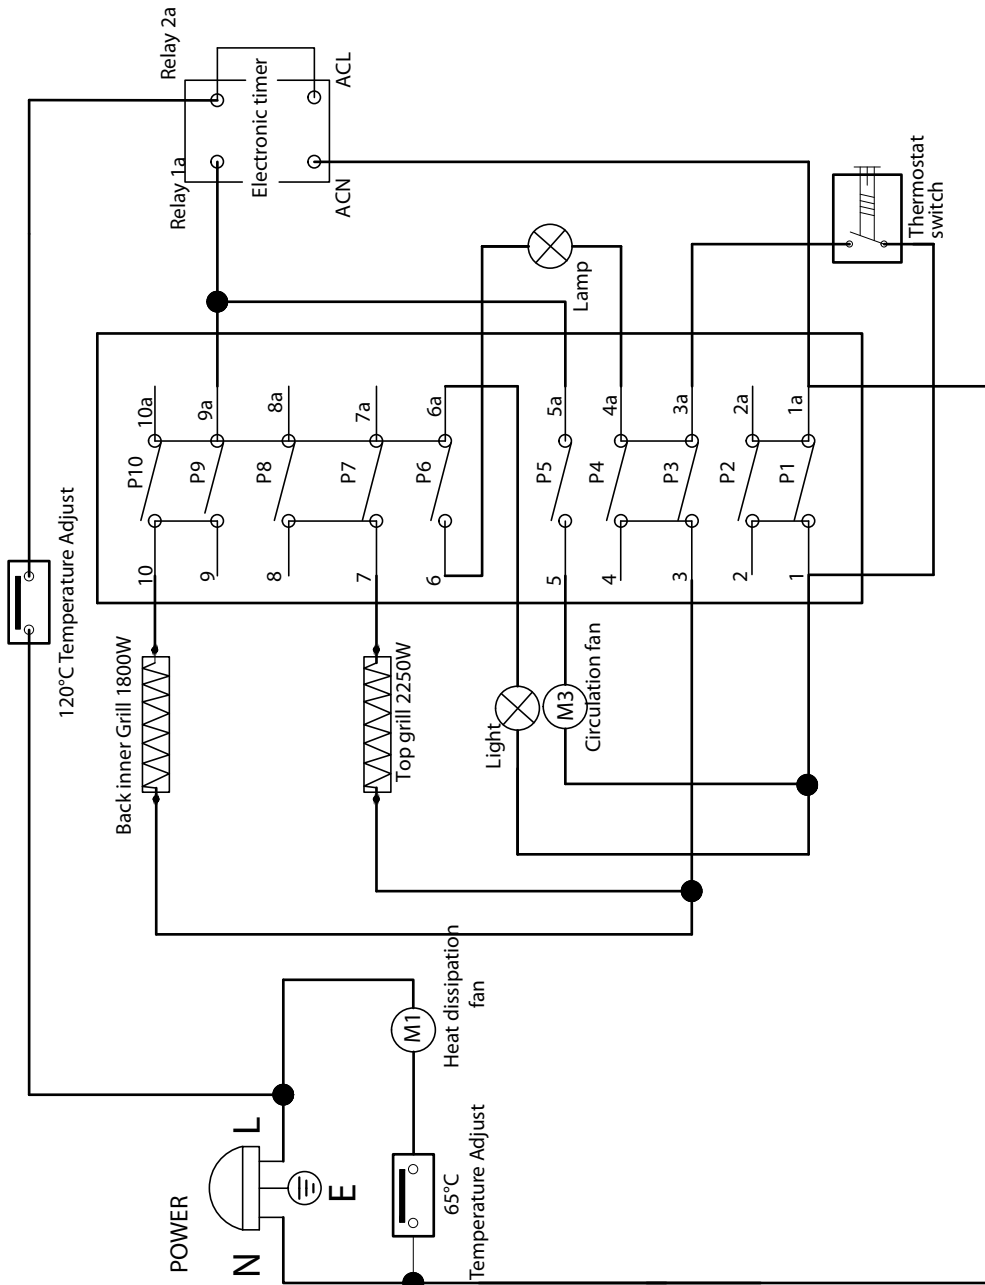 POWER
N
L
E
65°C
Temperature Adjust
M1
Heat dissipation
fan
120°C Temperature Adjust
Back inner Grill 1800W
Top grill 2250W
Light
M3
Circulation fan
10
9
8
7
6
5
4
3
2
1
P10
P9
P8
P7
P6
P5
P4
P3
P2
P1
10a
9a
8a
7a
6a
5a
4a
3a
2a
1a
Lamp
Relay 1a
Relay 2a
Electronic timer
ACN
ACL
Thermostat
switch